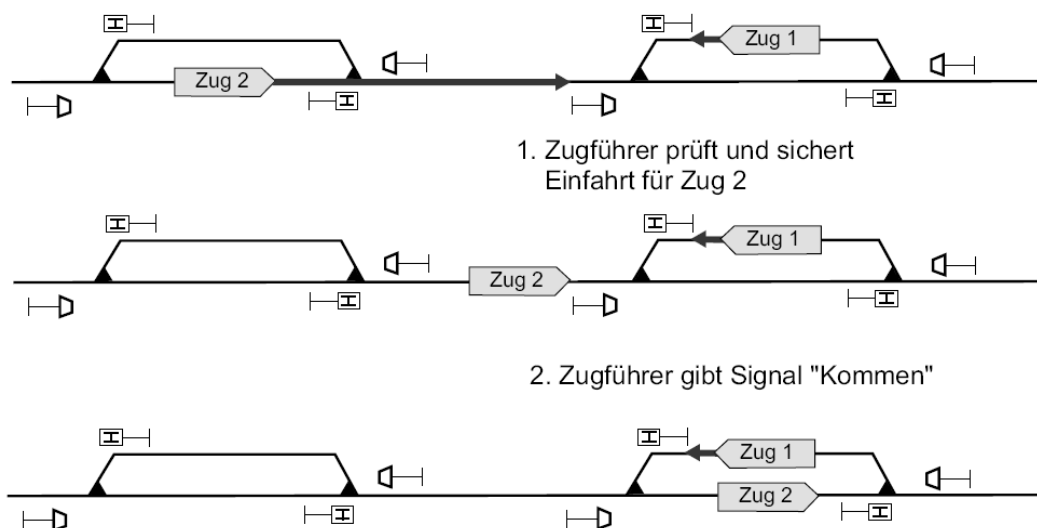 Zug 1
Zug 2
1. Zugführer prüft und sichert
Einfahrt für Zug 2
Zug 1
Zug 2
2. Zugführer gibt Signal "Kommen"
Zug 1
Zug 2